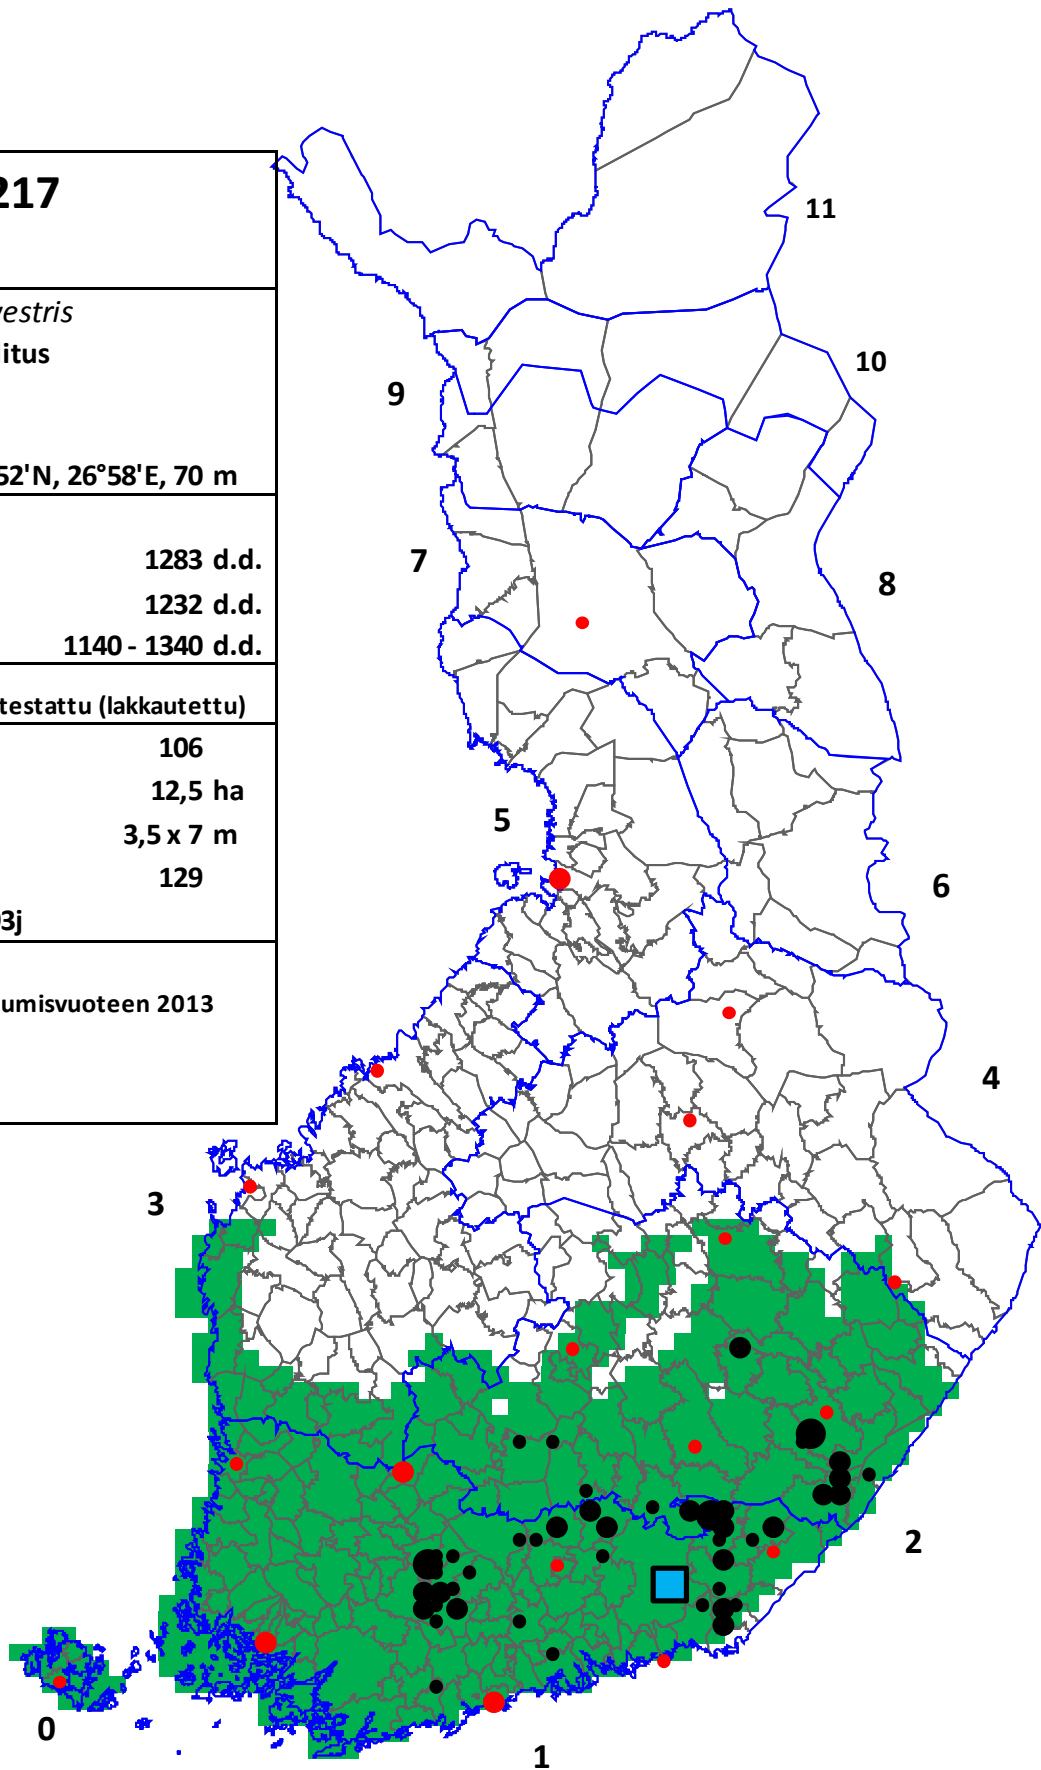 217
estris
itus
52'N, 26°58'E, 70 m
1283 d.d.
1232 d.d.
1140 - 1340 d.d.
testattu (lakkautettu)
106
12,5 ha
3,5 x 7 m
129
93j
umisvuoteen 2013
11
10
9
8
7
6
5
4
3
2
1
0